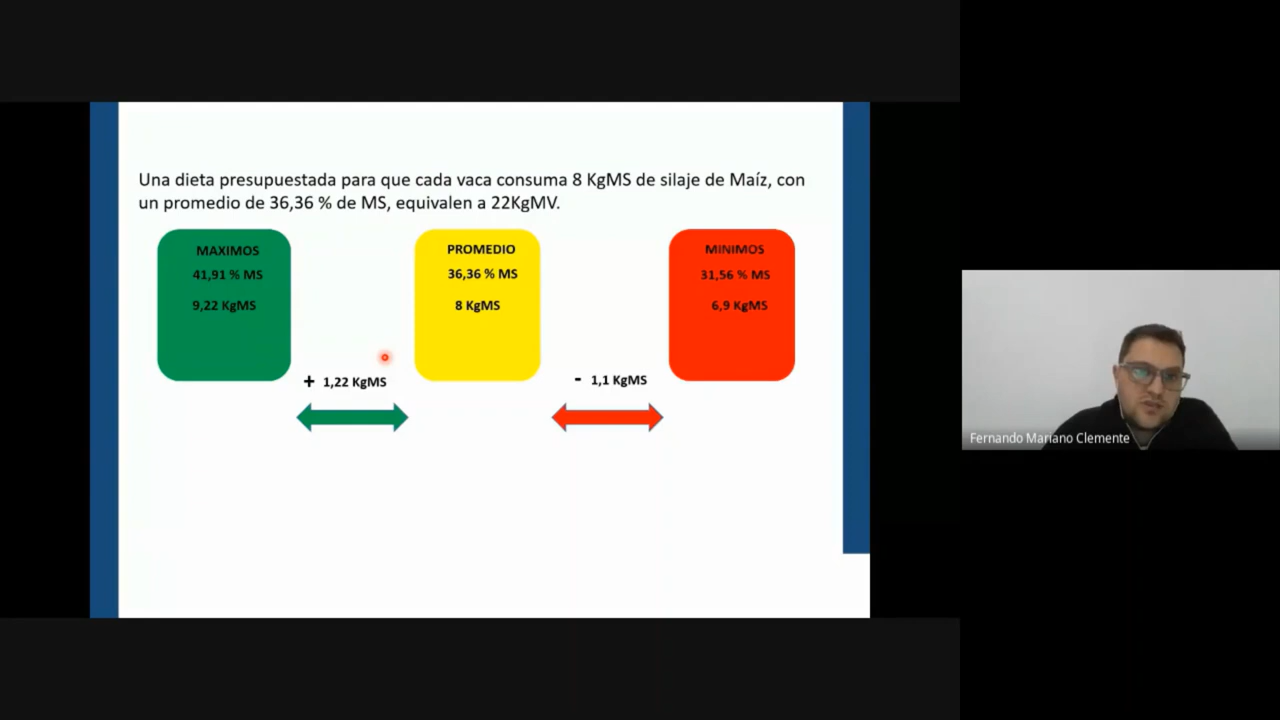 Una dieta presupuestada para que cada vaca consuma 8 KgMS de silaje de Maíz, con
un promedio de 36,36 % de MS, equivalen a 22KgMV.
MAXIMOS
41,91 % MS
9,22 KgMS
+ 1,22 KgMS
PROMEDIO
36,36 % MS
8 KgMS
- 1,1 KgMS
MINIMOS
31,56 % MS
6,9 KgMS
Fernando Mariano Clemente